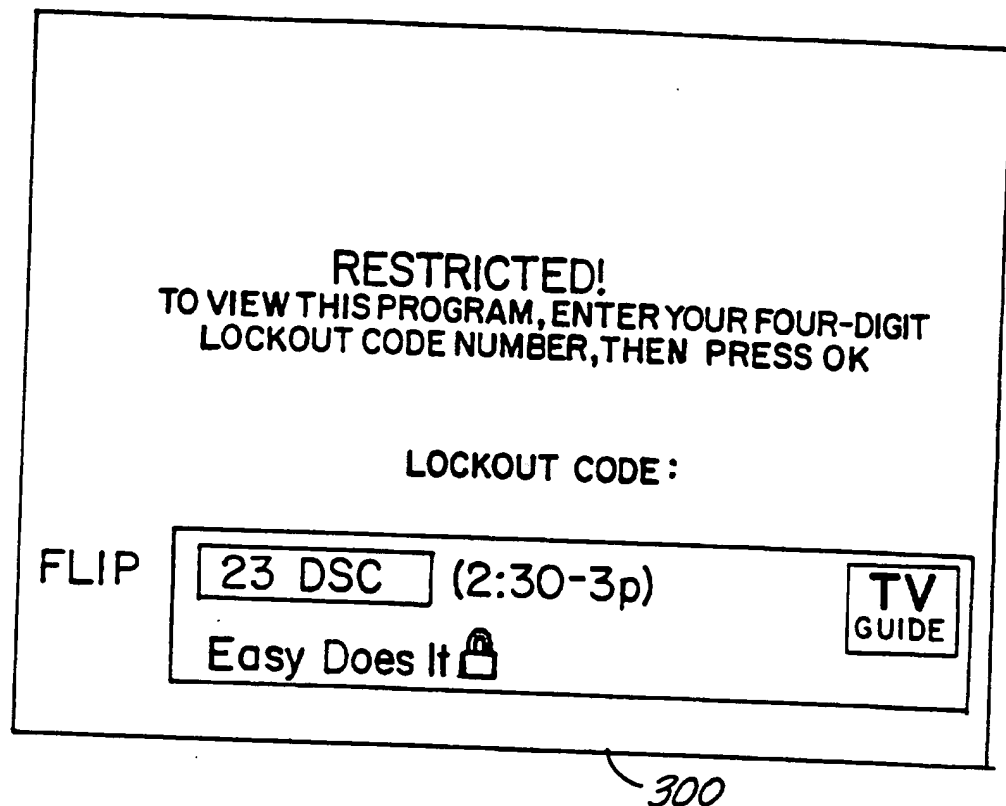 RESTRICTED!
TO VIEW THIS PROGRAM, ENTER YOUR FOUR-DIGIT
LOCKOUT CODE NUMBER, THEN PRESS OK
LOCKOUT CODE:
FLIP
23 DSC (2:30-3p)
TV
GUIDE
Easy Does It
300